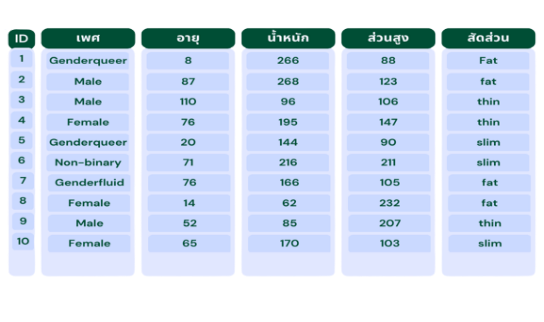 ID เพศ อายุ น้ำหนัก ส่วนสูง สัดส่วน
1 Genderqueer 8 266 88 Fat
2 Male 87 268 123 fat
3 Male 110 96 106 thin
4 Female 76 195 147 thin
5 Genderqueer 20 144 90 slim
6 Non-binary 71 216 211 slim
7 Genderfluid 76 166 105 fat
8 Female 14 62 232 fat
9 Male 52 85 207 thin
10 Female 65 170 103 slim